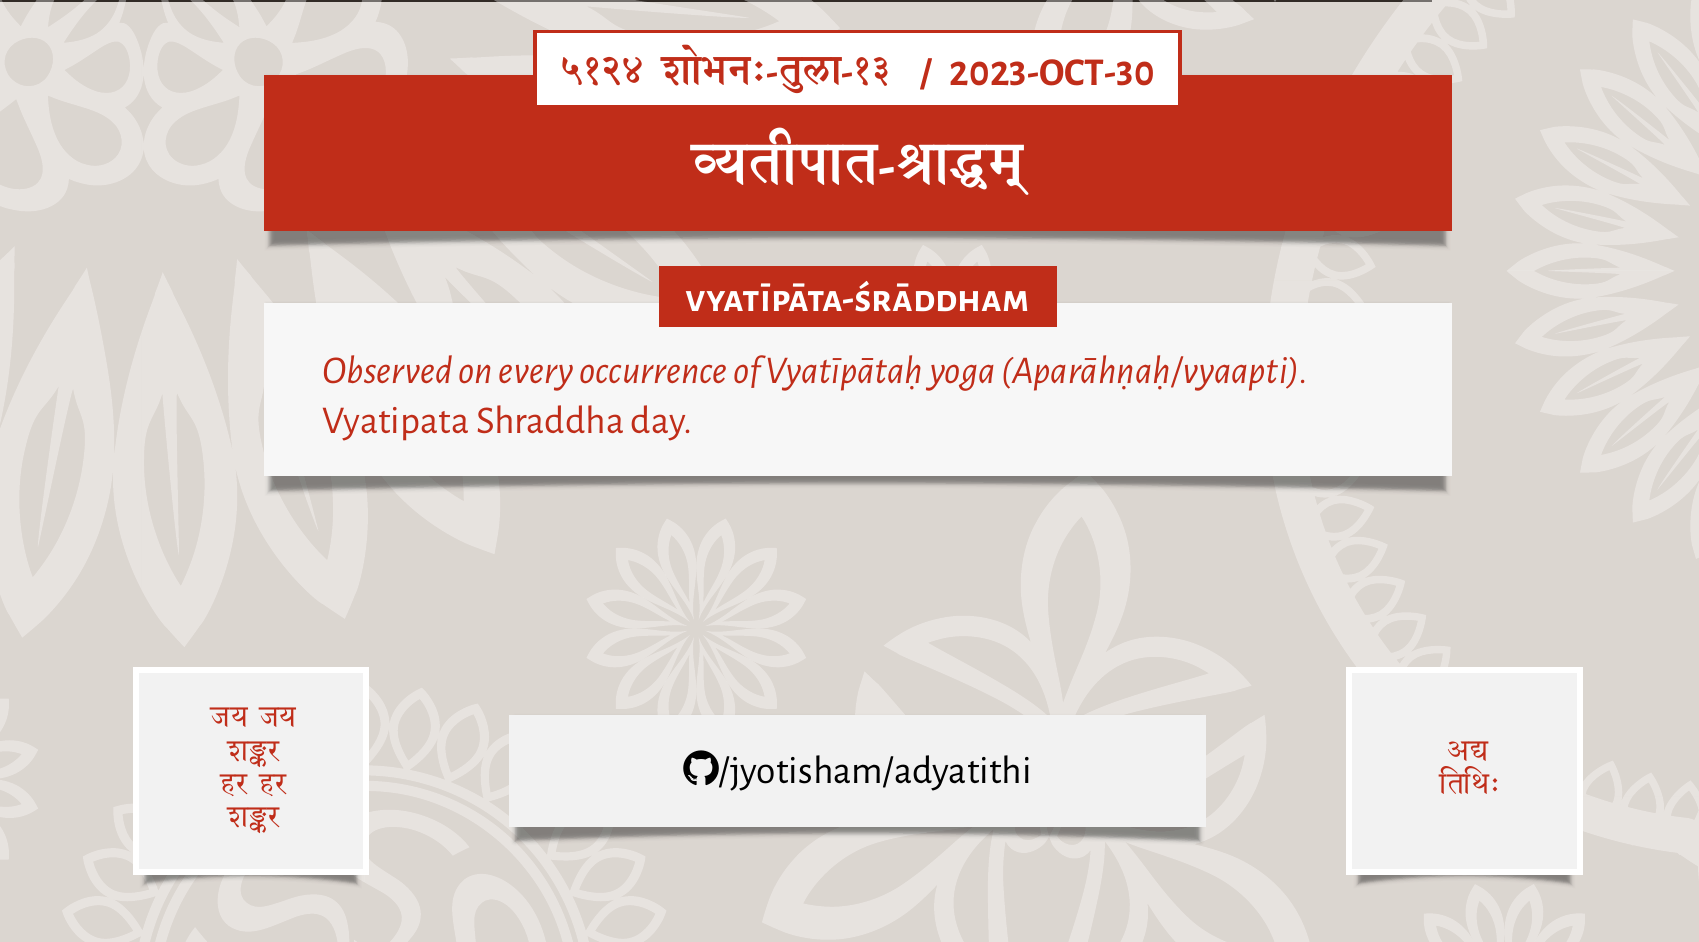 ५१२४ शोभनः-तुला-१३ / 2023-OCT-30
व्यतीपात-श्राद्धम्
VYATĪPĀTA-ŚRĀDDHAM
Observed on every occurrence of Vyatīpātaḥ yoga (Aparāhṇaḥ/vyaapti).
Vyatipata Shraddha day.
जय जय
शङ्कर
हर हर
शङ्कर
/jyotisham/adyatithi
अद्य
तिथिः